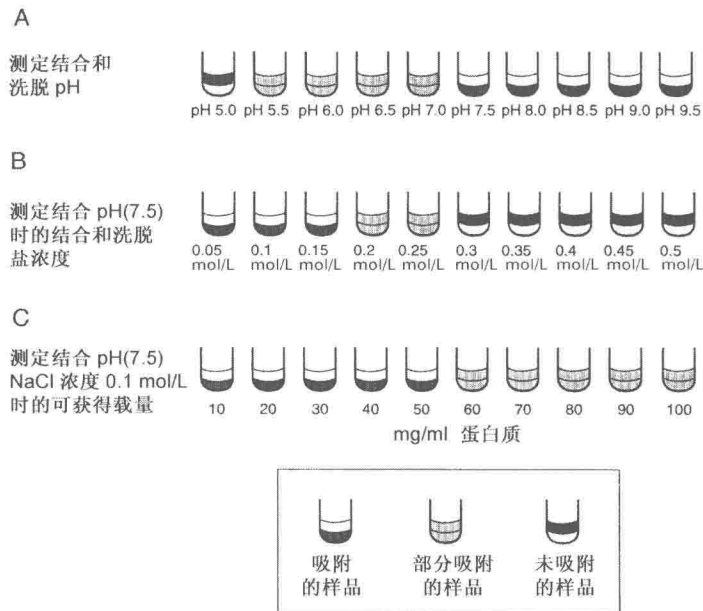 A
测定结合和
洗脱 pH
pH 5.0 pH 5.5 pH 6.0 pH 6.5 pH 7.0 pH 7.5 pH 8.0 pH 8.5 pH 9.0 pH 9.5
B
测定结合 pH(7.5)
时的结合和洗脱
盐浓度
0.05 0.1 0.15 0.2 0.25 0.3 0.35 0.4 0.45 0.5
mol/L mol/L mol/L mol/L mol/L mol/L mol/L mol/L mol/L mol/L
C
测定结合 pH(7.5)
NaCl 浓度 0.1 mol/L
时的可获得载量
10 20 30 40 50 60 70 80 90 100
mg/ml 蛋白质
吸附 部分吸附 未吸附
的样品 的样品 的样品